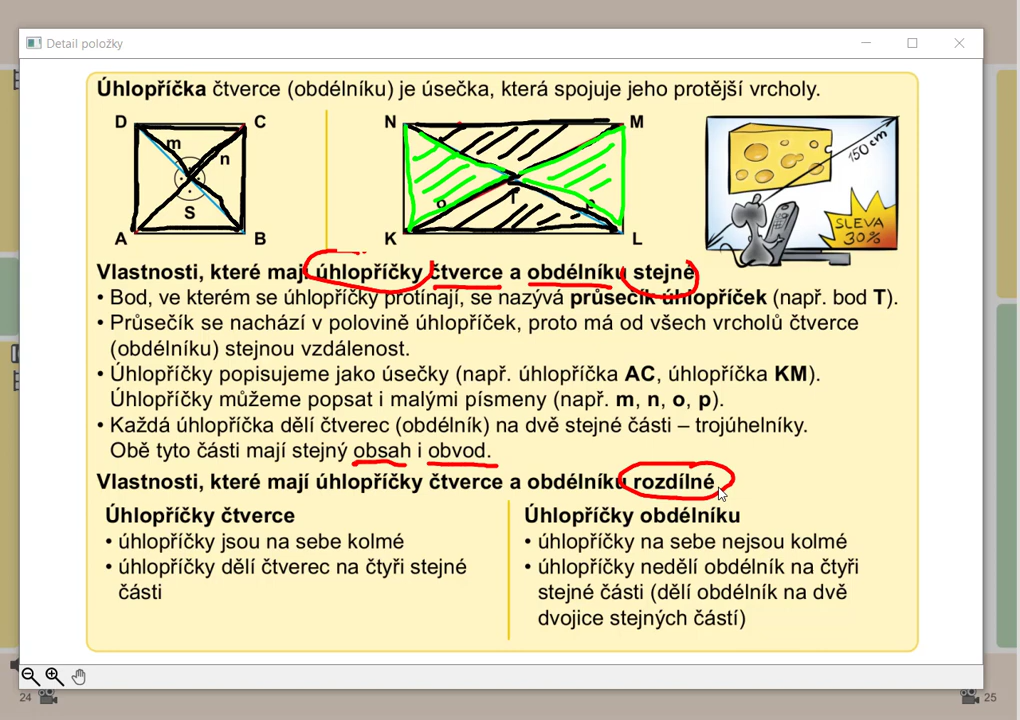 Detail položky
Úhlopříčka čtverce (obdélníku) je úsečka, která spojuje jeho protější vrcholy.
D C N M
m n 150 cm
S o T p SLEVA
30%
A B K L
Vlastnosti, které mají úhlopříčky čtverce a obdélníku stejné
• Bod, ve kterém se úhlopříčky protínají, se nazývá průsečík úhlopříček (např. bod T).
• Průsečík se nachází v polovině úhlopříček, proto má od všech vrcholů čtverce
(obdélníku) stejnou vzdálenost.
• Úhlopříčky popisujeme jako úsečky (např. úhlopříčka AC, úhlopříčka KM).
Úhlopříčky můžeme popsat i malými písmeny (např. m, n, o, p).
• Každá úhlopříčka dělí čtverec (obdélník) na dvě stejné části – trojúhelníky.
Obě tyto části mají stejný obsah i obvod.
Vlastnosti, které mají úhlopříčky čtverce a obdélníku rozdílné
Úhlopříčky čtverce
• úhlopříčky jsou na sebe kolmé
• úhlopříčky dělí čtverec na čtyři stejné
části
Úhlopříčky obdélníku
• úhlopříčky na sebe nejsou kolmé
• úhlopříčky nedělí obdélník na čtyři
stejné části (dělí obdélník na dvě
dvojice stejných částí)
24 25